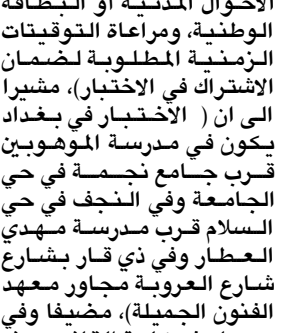 الاحوال المدنية او البطاقة
الوطنية، ومراعاة التوقيتات
الزمنية المطلوبة لضمان
الاشتراك في الاختبار)، مشيرا
الى ان ( الاختبار في بغداد
يكون في مدرسة الموهوبين
قرب جامع نجمة في حي
الجامعة وفي النجف في حي
السلام قرب مدرسة مهدي
العطار وفي ذي قار بشارع
شارع العروبة مجاور معهد
الفنون الجميلة)، مضيفا وفي